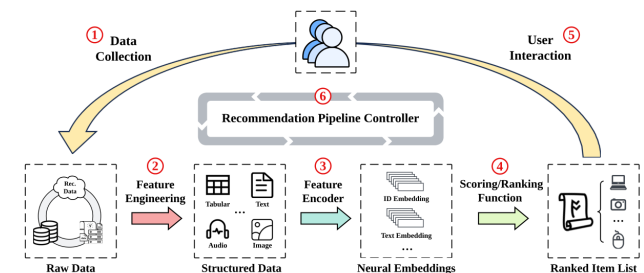 ① Data
Collection
User ⑤
Interaction
⑥
Recommendation Pipeline Controller
Rec.
Data
②
Feature
Engineering
Tabular
Text
...
Audio
Image
③
Feature
Encoder
ID Embedding
Text Embedding
...
④
Scoring/Ranking
Function
...
Raw Data
Structured Data
Neural Embeddings
Ranked Item List